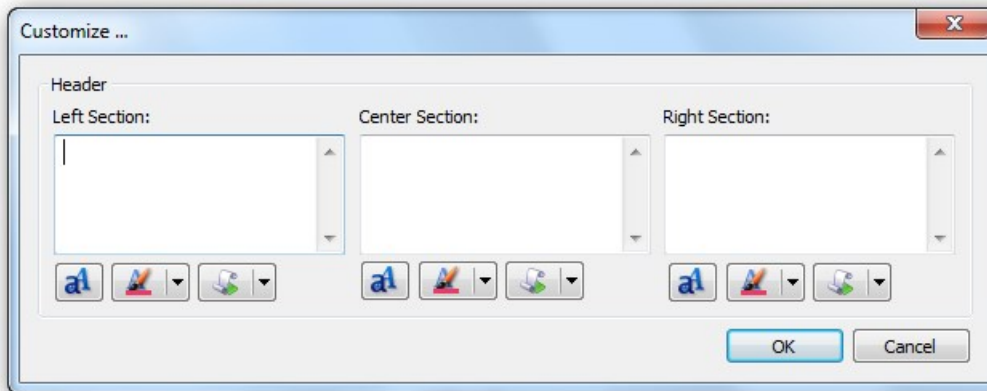 Customize ...
Header
Left Section:
Center Section:
Right Section:
OK
Cancel